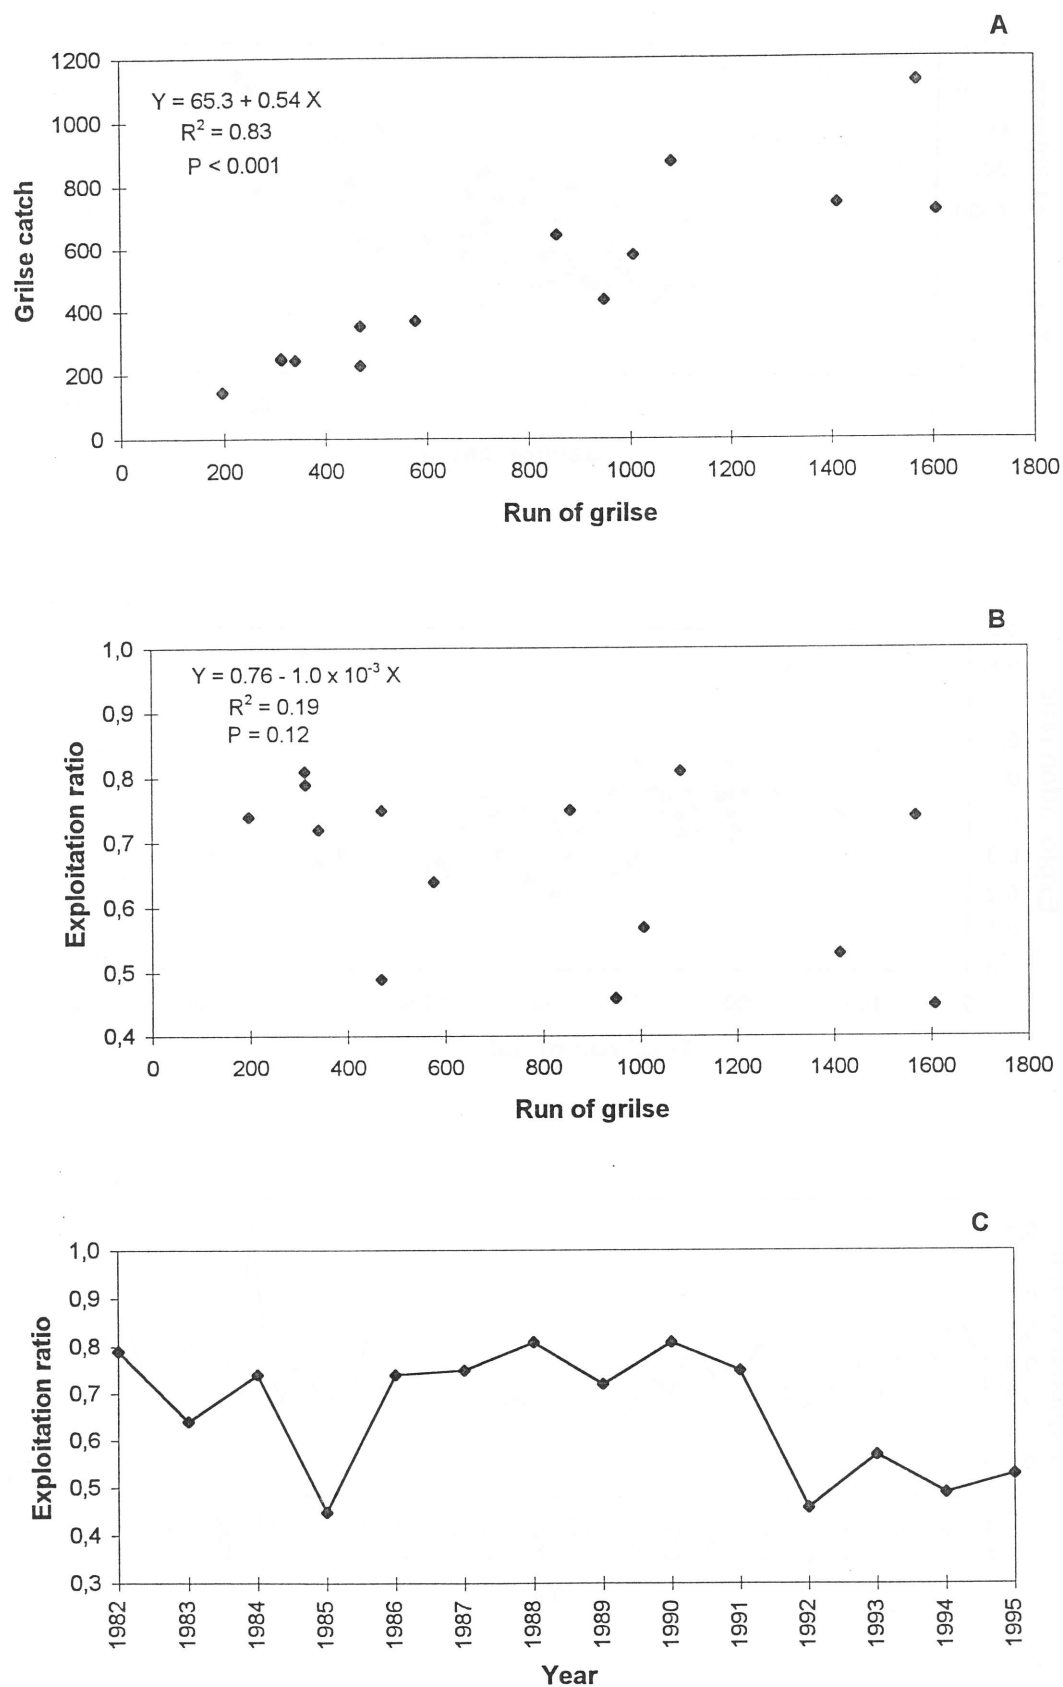 A
1200
1000
800
600
400
200
0
Y = 65.3 + 0.54 X
R² = 0.83
P < 0.001
Grilse catch
0 200 400 600 800 1000 1200 1400 1600 1800
Run of grilse
B
1,0
0,9
0,8
0,7
0,6
0,5
0,4
Y = 0.76 - 1.0 x 10⁻³ X
R² = 0.19
P = 0.12
Exploitation ratio
0 200 400 600 800 1000 1200 1400 1600 1800
Run of grilse
C
1,0
0,9
0,8
0,7
0,6
0,5
0,4
0,3
Exploitation ratio
1982 1983 1984 1985 1986 1987 1988 1989 1990 1991 1992 1993 1994 1995
Year